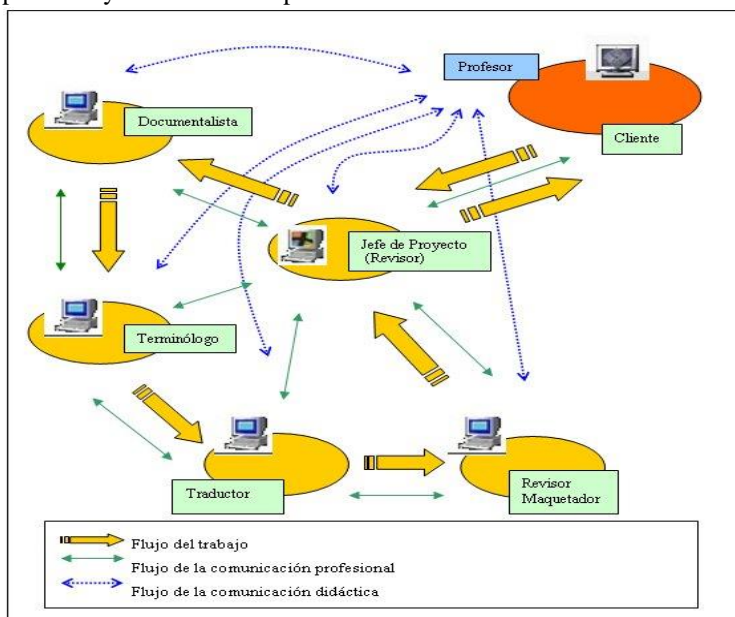 Profesor
Cliente
Documentalista
Jefe de Proyecto
(Revisor)
Terminólogo
Traductor
Revisor
Maquetador
Flujo del trabajo
Flujo de la comunicación profesional
Flujo de la comunicación didáctica